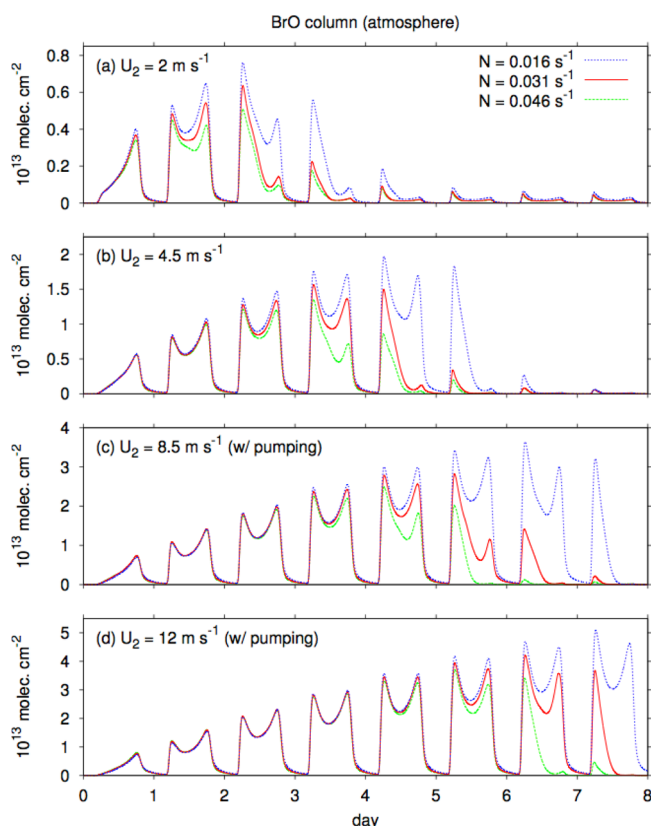 BrO column (atmosphere)
(a) U₂ = 2 m s⁻¹
N = 0.016 s⁻¹
N = 0.031 s⁻¹
N = 0.046 s⁻¹
10¹³ molec. cm⁻²
0.8
0.6
0.4
0.2
0
(b) U₂ = 4.5 m s⁻¹
10¹³ molec. cm⁻²
2
1.5
1
0.5
0
(c) U₂ = 8.5 m s⁻¹ (w/ pumping)
10¹³ molec. cm⁻²
4
3
2
1
0
(d) U₂ = 12 m s⁻¹ (w/ pumping)
10¹³ molec. cm⁻²
5
4
3
2
1
0
0 1 2 3 4 5 6 7 8
day